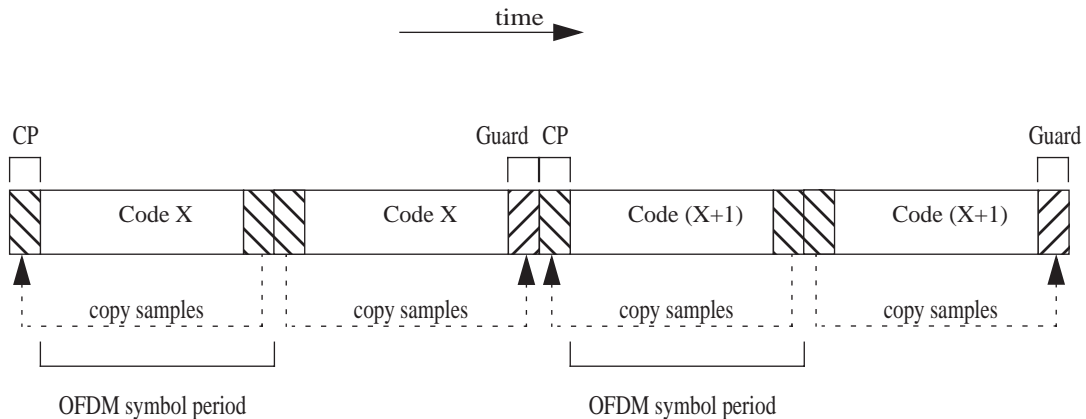 time
CP Guard CP Guard
Code X Code X Code (X+1) Code (X+1)
copy samples copy samples copy samples copy samples
OFDM symbol period OFDM symbol period